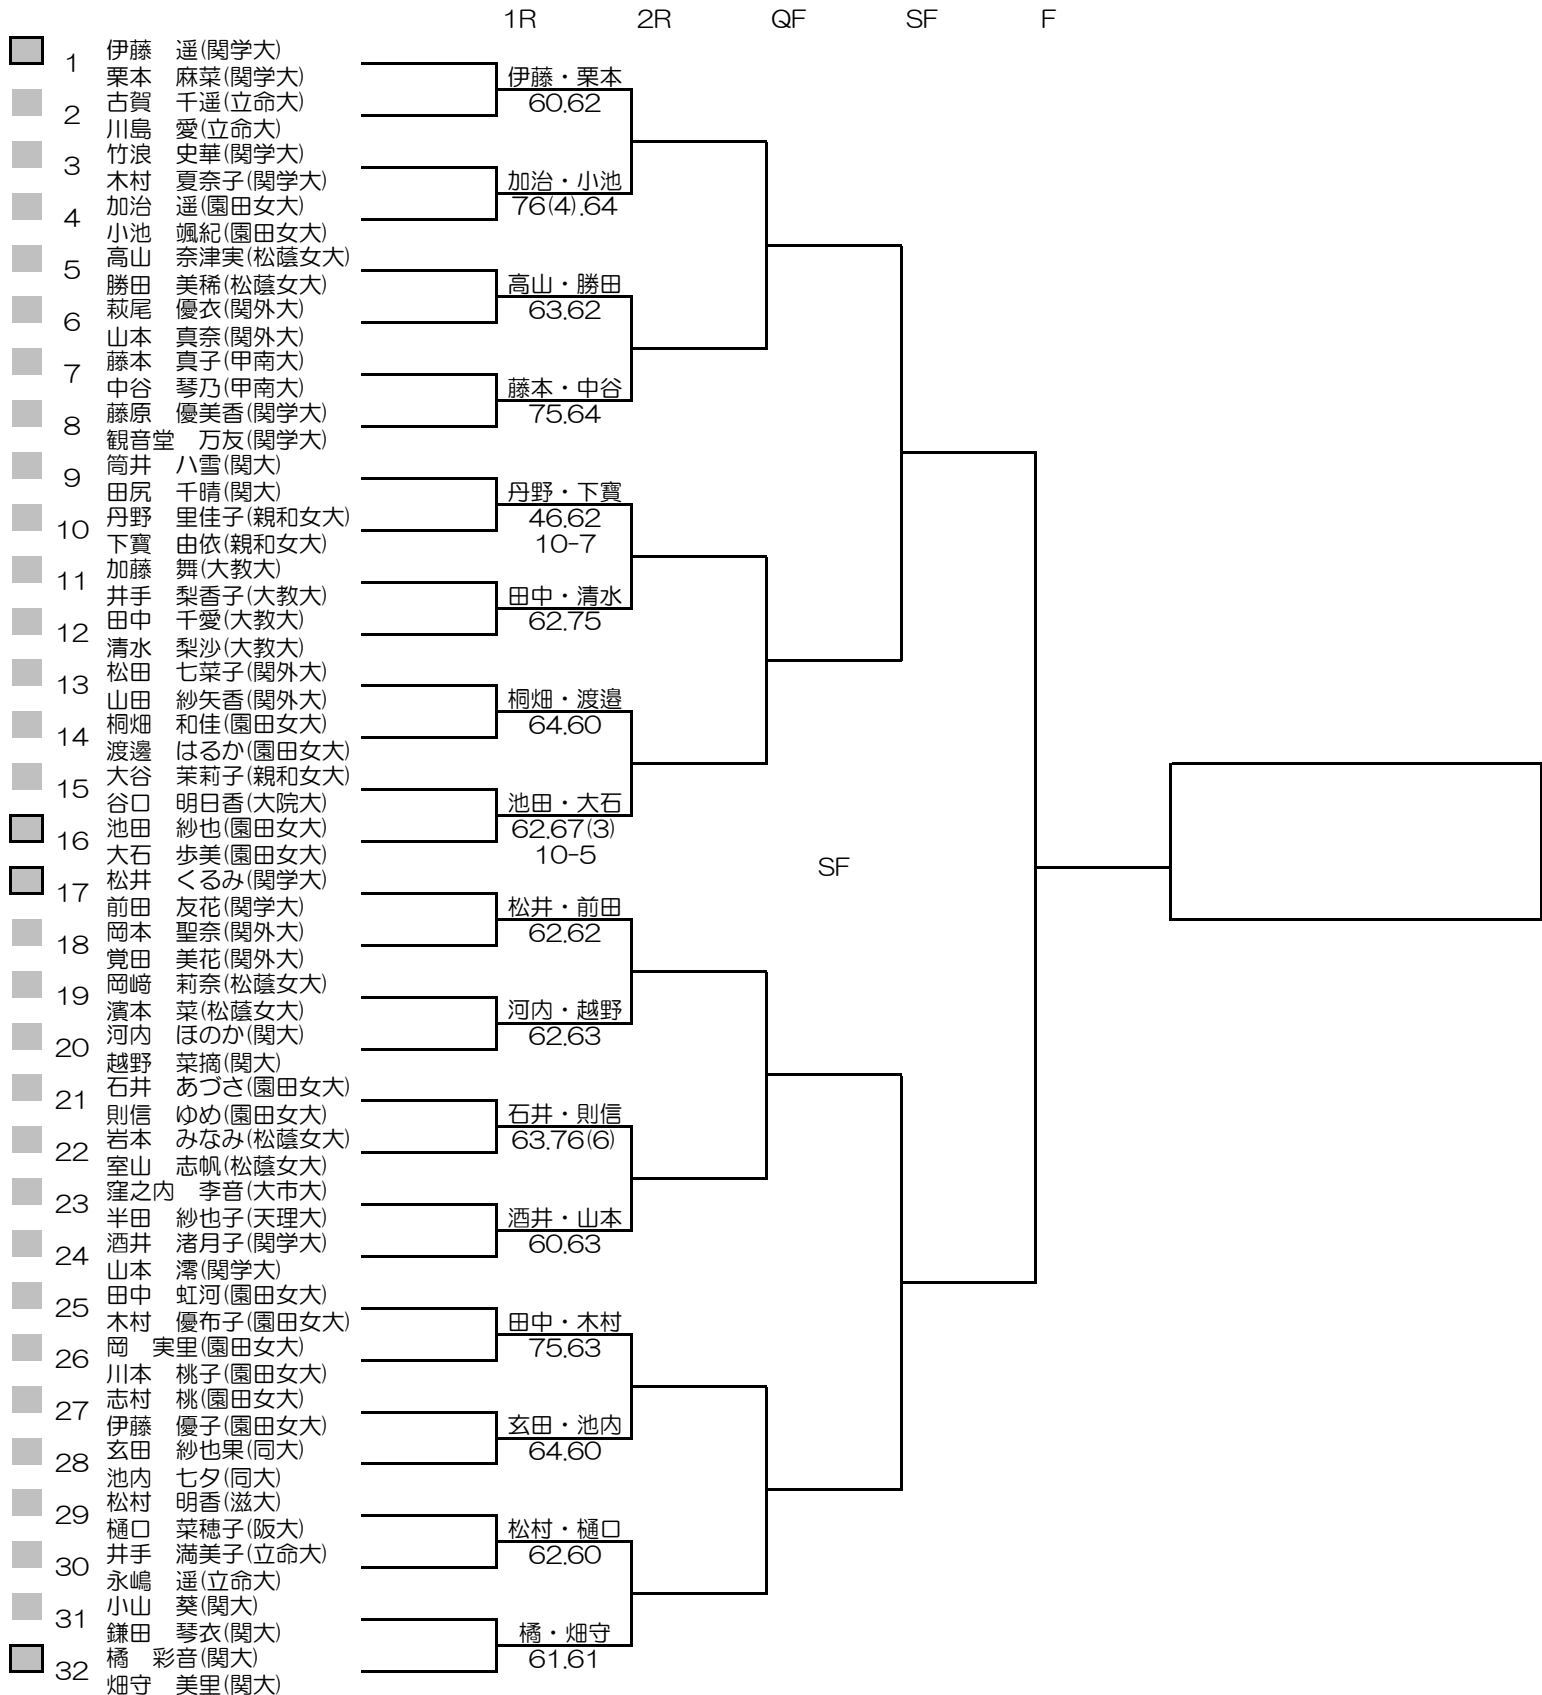 1R 2R QF SF F
1 伊藤　遥(関学大)
栗本　麻菜(関学大)
伊藤・栗本
60.62
2 古賀　千遥(立命大)
川島　愛(立命大)
3 竹浪　史華(関学大)
木村　夏奈子(関学大)
加治・小池
76(4).64
4 加治　遥(園田女大)
小池　颯紀(園田女大)
5 高山　奈津実(松蔭女大)
勝田　美稀(松蔭女大)
高山・勝田
63.62
6 萩尾　優衣(関外大)
山本　真奈(関外大)
7 藤本　真子(甲南大)
中谷　琴乃(甲南大)
藤本・中谷
75.64
8 藤原　優美香(関学大)
観音堂　万友(関学大)
9 筒井　八雪(関大)
田尻　千晴(関大)
丹野・下寶
46.62
10-7
10 丹野　里佳子(親和女大)
下寶　由依(親和女大)
11 加藤　舞(大教大)
井手　梨香子(大教大)
田中・清水
62.75
12 田中　千愛(大教大)
清水　梨沙(大教大)
13 松田　七菜子(関外大)
山田　紗矢香(関外大)
桐畑・渡邉
64.60
14 桐畑　和佳(園田女大)
渡邊　はるか(園田女大)
15 大谷　茉莉子(親和女大)
谷口　明日香(大院大)
池田・大石
62.67(3)
10-5
16 池田　紗也(園田女大)
大石　歩美(園田女大)
SF
17 松井　くるみ(関学大)
前田　友花(関学大)
松井・前田
62.62
18 岡本　聖奈(関外大)
覚田　美花(関外大)
19 岡﨑　莉奈(松蔭女大)
濱本　菜(松蔭女大)
河内・越野
62.63
20 河内　ほのか(関大)
越野　菜摘(関大)
21 石井　あづさ(園田女大)
則信　ゆめ(園田女大)
石井・則信
63.76(6)
22 岩本　みなみ(松蔭女大)
室山　志帆(松蔭女大)
23 窪之内　李音(大市大)
半田　紗也子(天理大)
酒井・山本
60.63
24 酒井　渚月子(関学大)
山本　澪(関学大)
25 田中　虹河(園田女大)
木村　優布子(園田女大)
田中・木村
75.63
26 岡　実里(園田女大)
川本　桃子(園田女大)
27 志村　桃(園田女大)
伊藤　優子(園田女大)
玄田・池内
64.60
28 玄田　紗也果(同大)
池内　七夕(同大)
29 松村　明香(滋大)
樋口　菜穂子(阪大)
松村・樋口
62.60
30 井手　満美子(立命大)
永嶋　遥(立命大)
31 小山　葵(関大)
鎌田　琴衣(関大)
橘・畑守
61.61
32 橘　彩音(関大)
畑守　美里(関大)